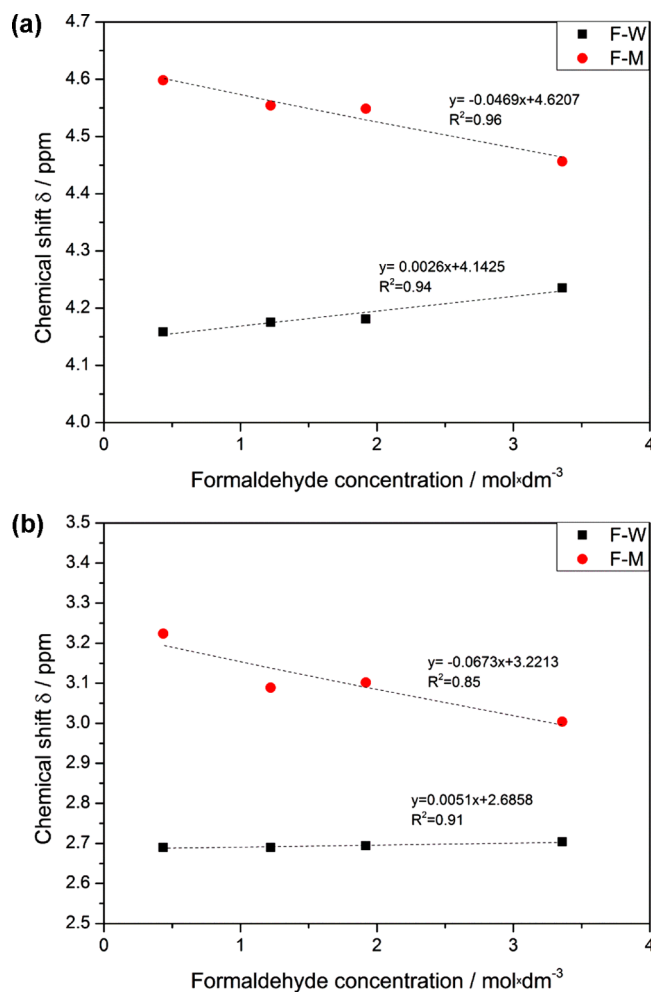 (a)
4.7
4.6
4.5
4.4
4.3
4.2
4.1
4.0
Chemical shift δ / ppm
F-W
F-M
y= -0.0469x+4.6207
R²=0.96
y= 0.0026x+4.1425
R²=0.94
0 1 2 3 4
Formaldehyde concentration / mol×dm⁻³
(b)
3.5
3.4
3.3
3.2
3.1
3.0
2.9
2.8
2.7
2.6
2.5
Chemical shift δ / ppm
F-W
F-M
y= -0.0673x+3.2213
R²=0.85
y=0.0051x+2.6858
R²=0.91
0 1 2 3 4
Formaldehyde concentration / mol×dm⁻³